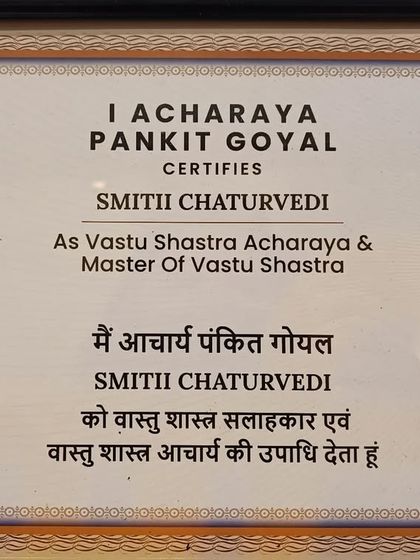 I ACHARAYA
PANKIT GOYAL
CERTIFIES
SMITII CHATURVEDI
As Vastu Shastra Acharaya &
Master Of Vastu Shastra
मैं आचार्य पंकित गोयल
SMITII CHATURVEDI
को वास्तु शास्त्र सलाहकार एवं
वास्तु शास्त्र आचार्य की उपाधि देता हूं